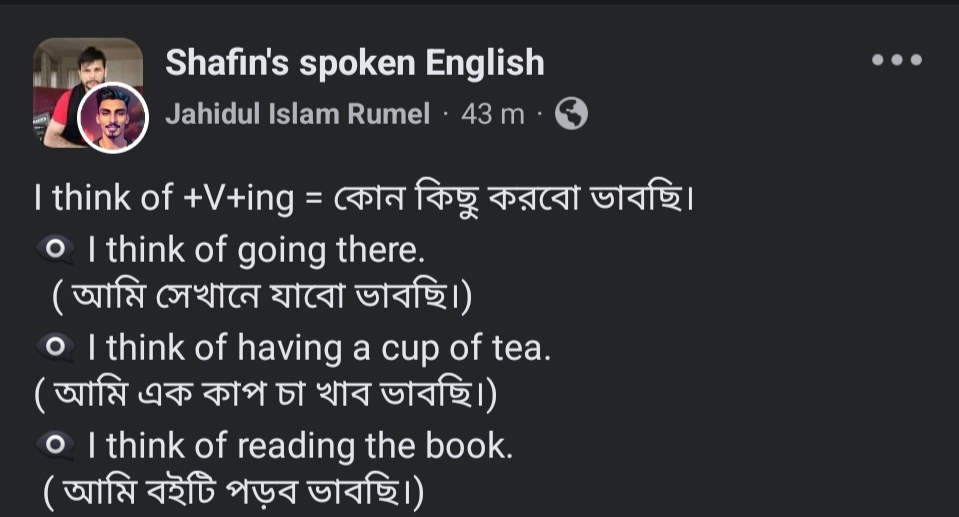 Shafin's spoken English
Jahidul Islam Rumel · 43 m ·
I think of +V+ing = কোন কিছু করবো ভাবছি।
I think of going there.
( আমি সেখানে যাবো ভাবছি।)
I think of having a cup of tea.
( আমি এক কাপ চা খাব ভাবছি।)
I think of reading the book.
( আমি বইটি পড়ব ভাবছি।)